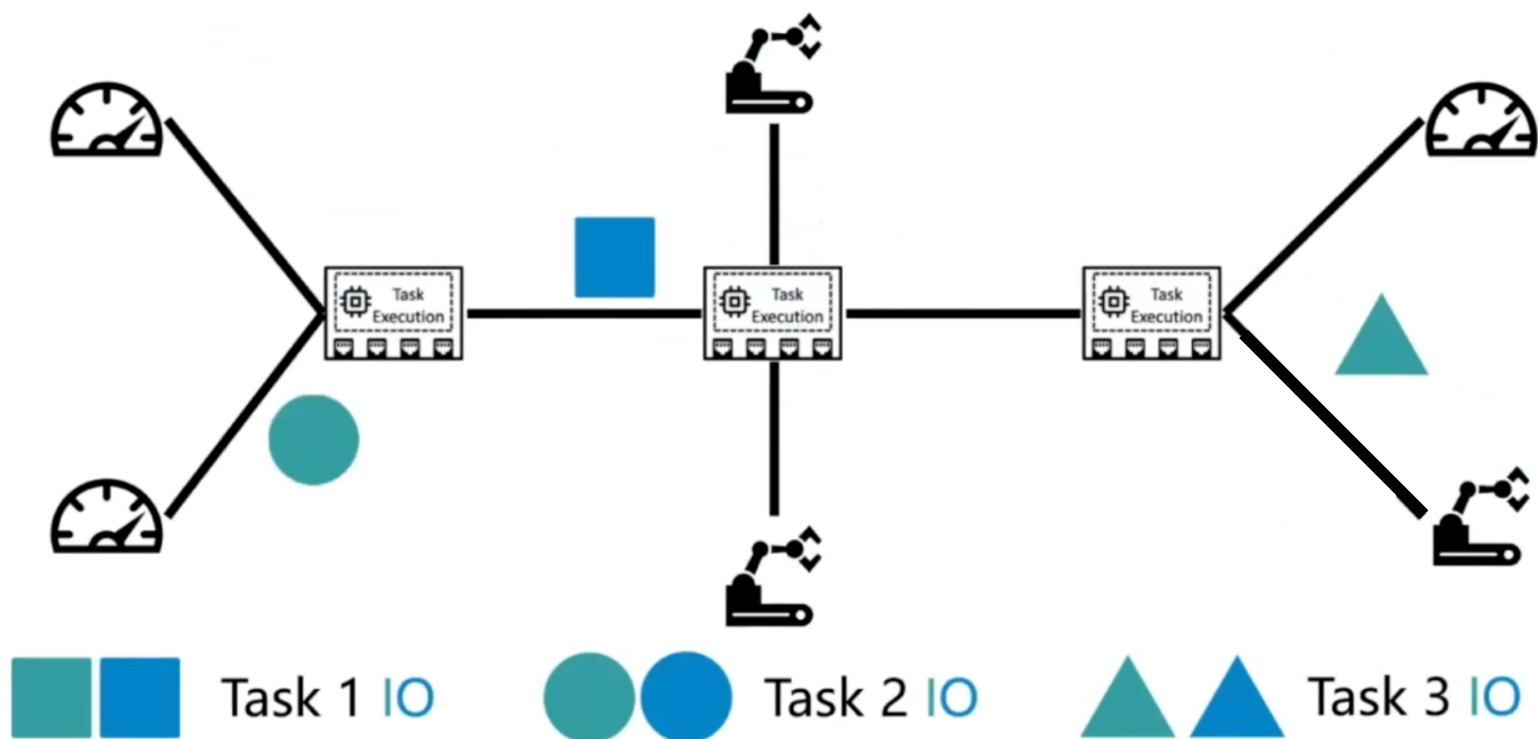 Task
Execution
Task
Execution
Task
Execution
Task 1 IO
Task 2 IO
Task 3 IO